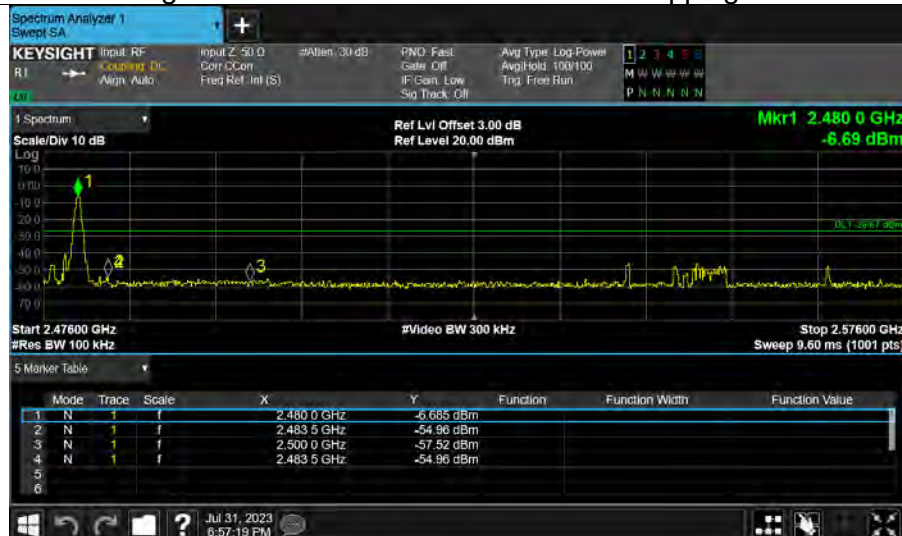 Spectrum Analyzer 1
Swept SA
+
KEYSIGHT Input: RF Input Z: 50 Ω #Atten: 30 dB PNO: Fast Avg Type: Log-Power 1 2 3 4 5 6
R1 Coupling: DC Corr CCorr Gate: Off Avg|Hold: 100/100 M W W W W W
Align: Auto Freq Ref: Int (S) IF Gain: Low Trig: Free Run
Sig Track: Off P N N N N N
1 Spectrum Ref Lvl Offset 3.00 dB Mkr1 2.480 0 GHz
Scale/Div 10 dB Ref Level 20.00 dBm -6.69 dBm
Log
10.0
0.00
-10.0
-20.0
-30.0
-40.0
-50.0
-60.0
-70.0
1
2
3
Start 2.47600 GHz #Video BW 300 kHz Stop 2.57600 GHz
#Res BW 100 kHz Sweep 9.60 ms (1001 pts)
5 Marker Table
Mode Trace Scale X Y Function Function Width Function Value
1 N 1 f 2.480 0 GHz -6.685 dBm
2 N 1 f 2.483 5 GHz -54.96 dBm
3 N 1 f 2.500 0 GHz -57.52 dBm
4 N 1 f 2.483 5 GHz -54.96 dBm
5
6
? Jul 31, 2023
6:57:19 PM